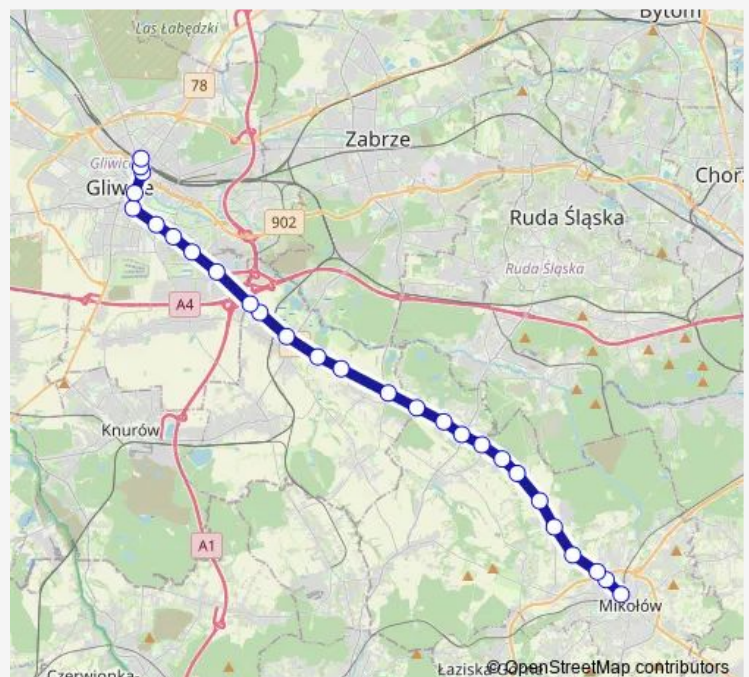 Bytom
Las Łabędzki
78
Zabrze
Gliwice
Gliwice
Chorz
902
Ruda Śląska
Ruda Śląska
A4
Knurów
A1
Mikołów
Czerwionka-
Łaziska Górne
© OpenStreetMap contributors